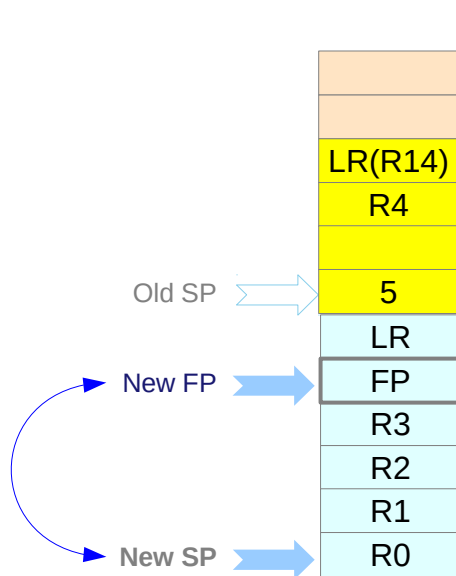 LR(R14)
R4
Old SP
5
LR
New FP
FP
R3
R2
R1
New SP
R0